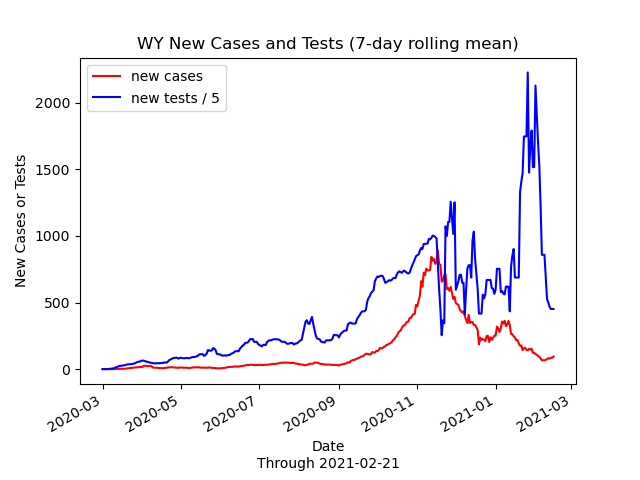 WY New Cases and Tests (7-day rolling mean)
new cases
new tests / 5
New Cases or Tests
2000
1500
1000
500
0
2020-03
2020-05
2020-07
2020-09
2020-11
2021-01
2021-03
Date
Through 2021-02-21